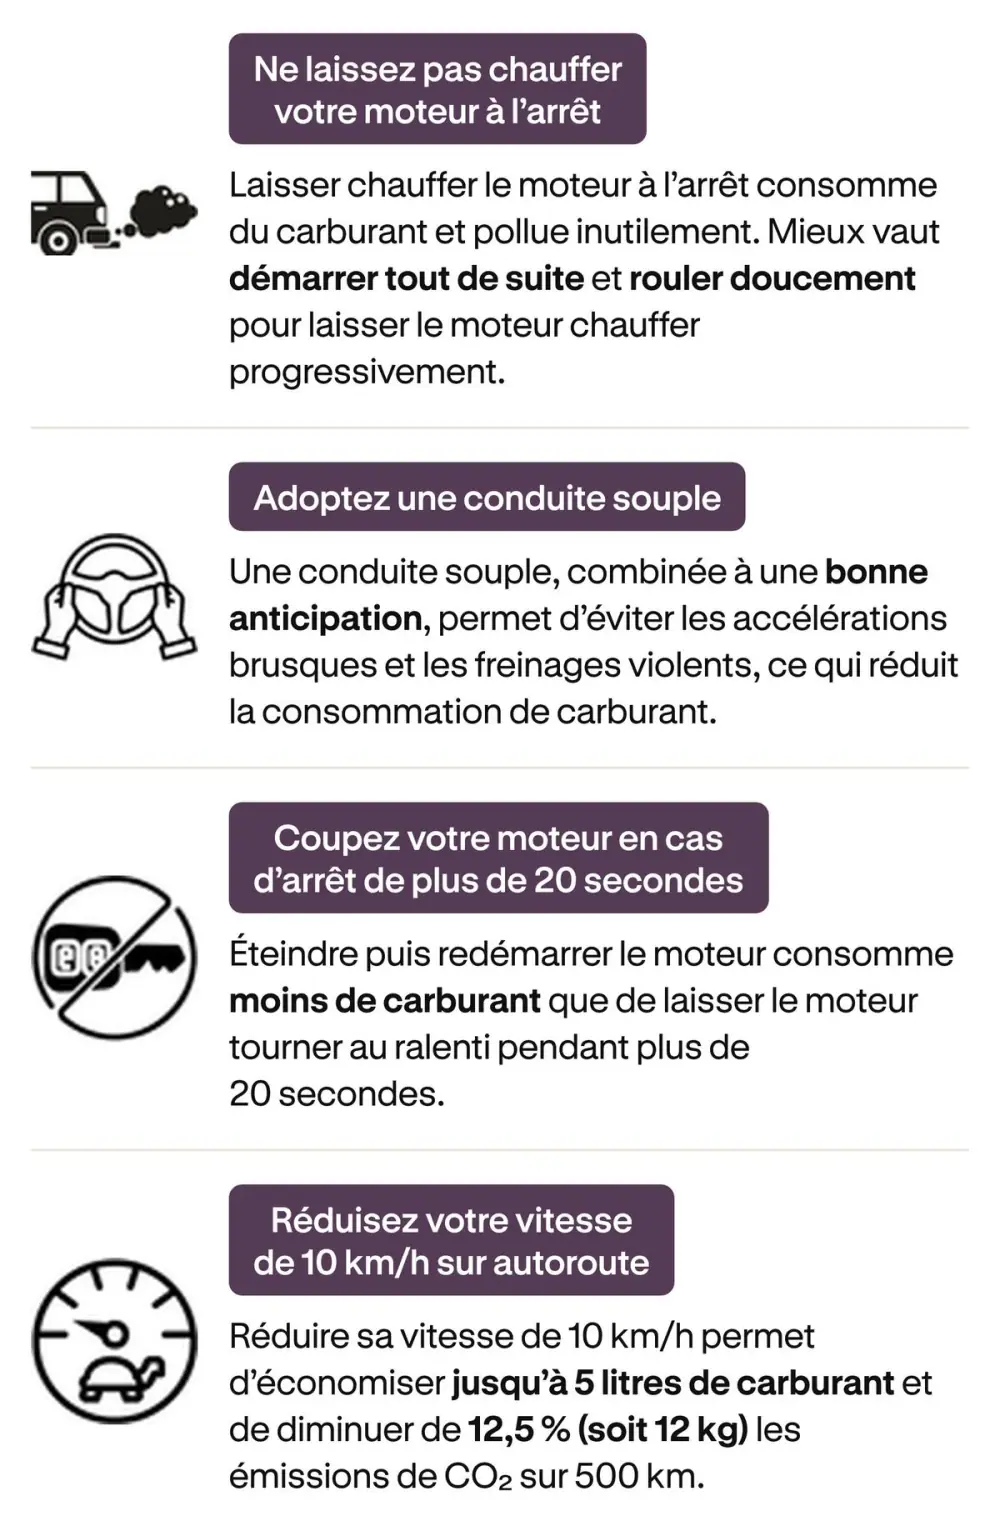 Ne laissez pas chauffer
votre moteur à l’arrêt
Laisser chauffer le moteur à l’arrêt consomme
du carburant et pollue inutilement. Mieux vaut
démarrer tout de suite et rouler doucement
pour laisser le moteur chauffer
progressivement.
Adoptez une conduite souple
Une conduite souple, combinée à une bonne
anticipation, permet d’éviter les accélérations
brusques et les freinages violents, ce qui réduit
la consommation de carburant.
Coupez votre moteur en cas
d’arrêt de plus de 20 secondes
Éteindre puis redémarrer le moteur consomme
moins de carburant que de laisser le moteur
tourner au ralenti pendant plus de
20 secondes.
Réduisez votre vitesse
de 10 km/h sur autoroute
Réduire sa vitesse de 10 km/h permet
d’économiser jusqu’à 5 litres de carburant et
de diminuer de 12,5 % (soit 12 kg) les
émissions de CO₂ sur 500 km.